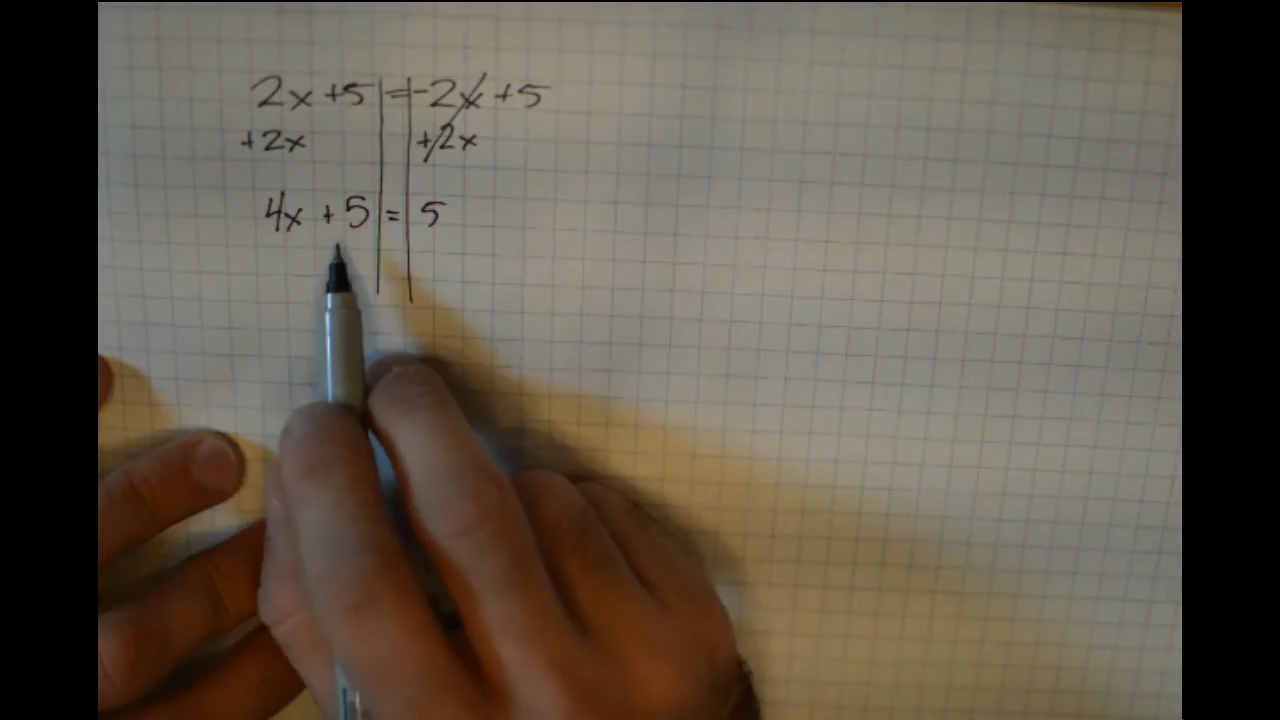 2x +5 = -2x +5
+2x +2x
4x + 5 = 5